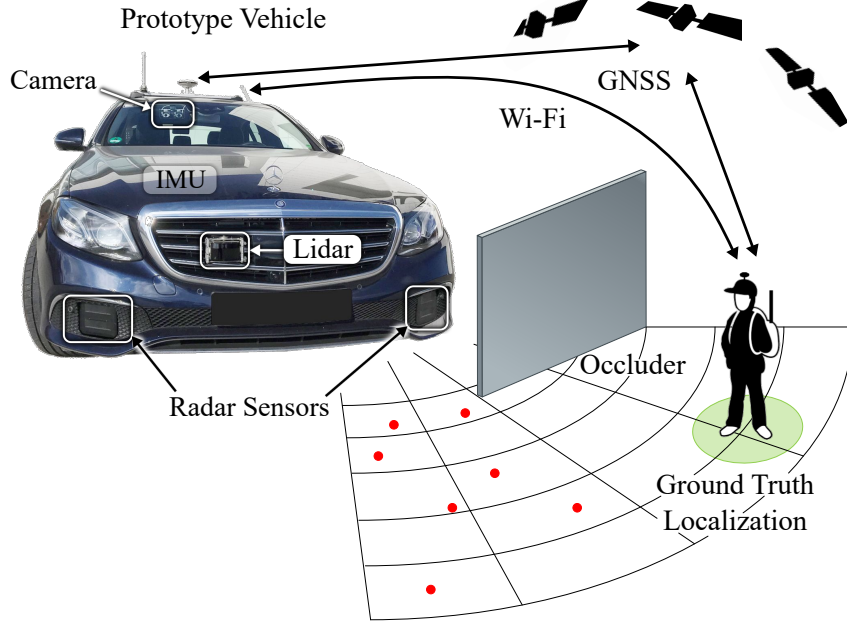 Prototype Vehicle
Camera
GNSS
Wi-Fi
IMU
Lidar
Occluder
Radar Sensors
Ground Truth
Localization